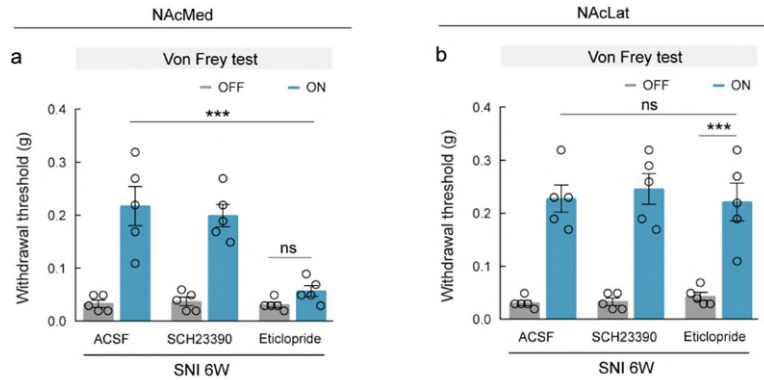 NAcMed
a
Von Frey test
OFF ON
***
ns
Withdrawal threshold (g)
0.4
0.3
0.2
0.1
0.0
ACSF SCH23390 Eticlopride
SNI 6W
NAcLat
b
Von Frey test
OFF ON
ns
***
Withdrawal threshold (g)
0.4
0.3
0.2
0.1
0.0
ACSF SCH23390 Eticlopride
SNI 6W